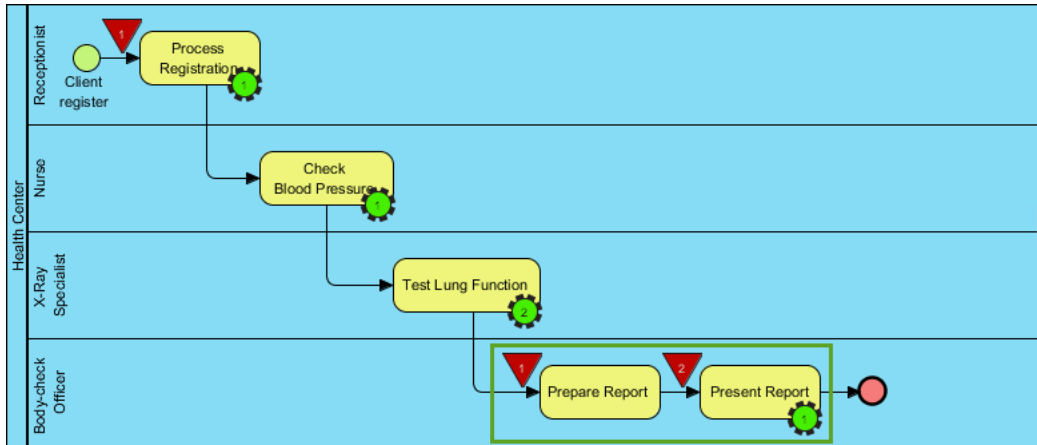 Health Center
Receptionist
Client
register
1
Process
Registration
1
Nurse
Check
Blood Pressure
1
X-Ray
Specialist
Test Lung Function
2
Body-check
Officer
1
Prepare Report
2
Present Report
1